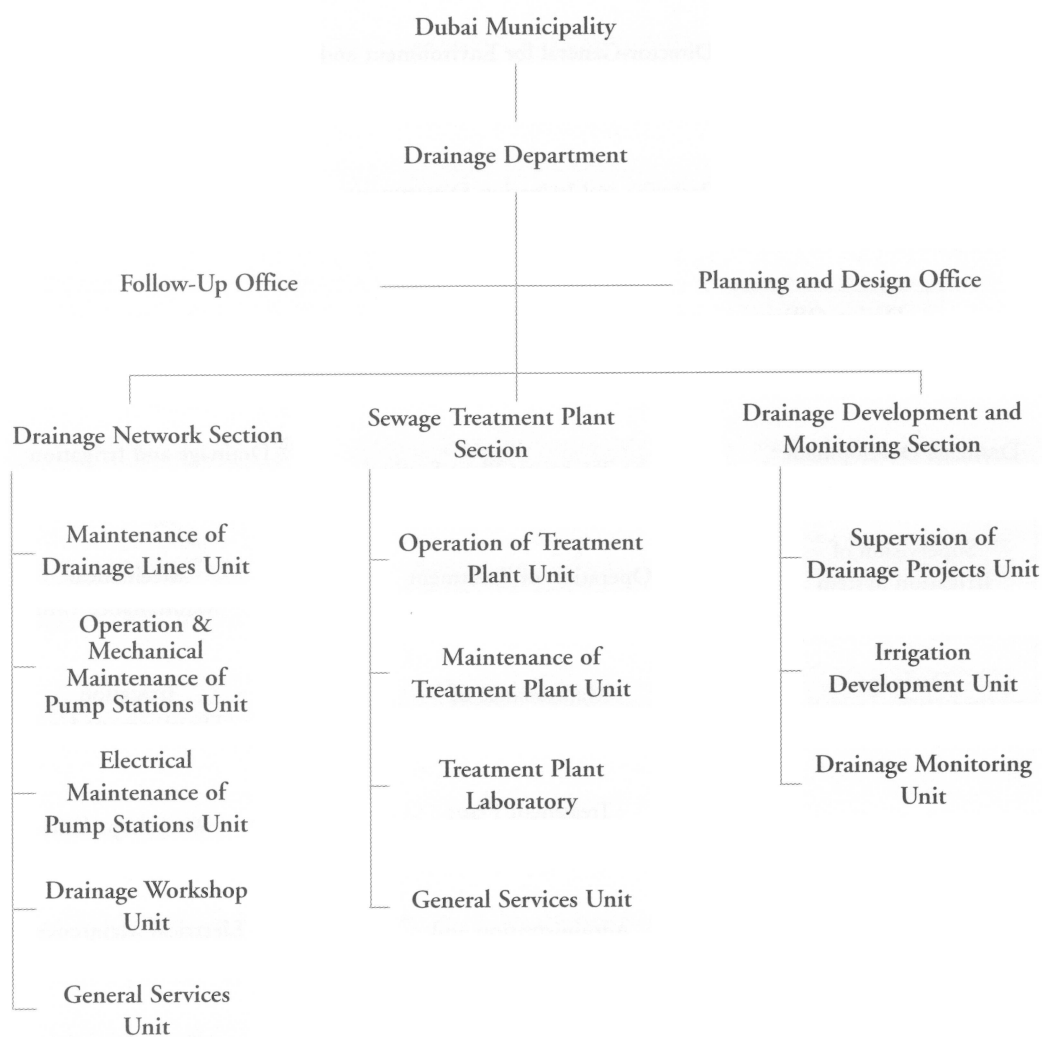 Dubai Municipality
Drainage Department
Follow-Up Office
Planning and Design Office
Drainage Network Section
Maintenance of
Drainage Lines Unit
Operation &
Mechanical
Maintenance of
Pump Stations Unit
Electrical
Maintenance of
Pump Stations Unit
Drainage Workshop
Unit
General Services
Unit
Sewage Treatment Plant
Section
Operation of Treatment
Plant Unit
Maintenance of
Treatment Plant Unit
Treatment Plant
Laboratory
General Services Unit
Drainage Development and
Monitoring Section
Supervision of
Drainage Projects Unit
Irrigation
Development Unit
Drainage Monitoring
Unit